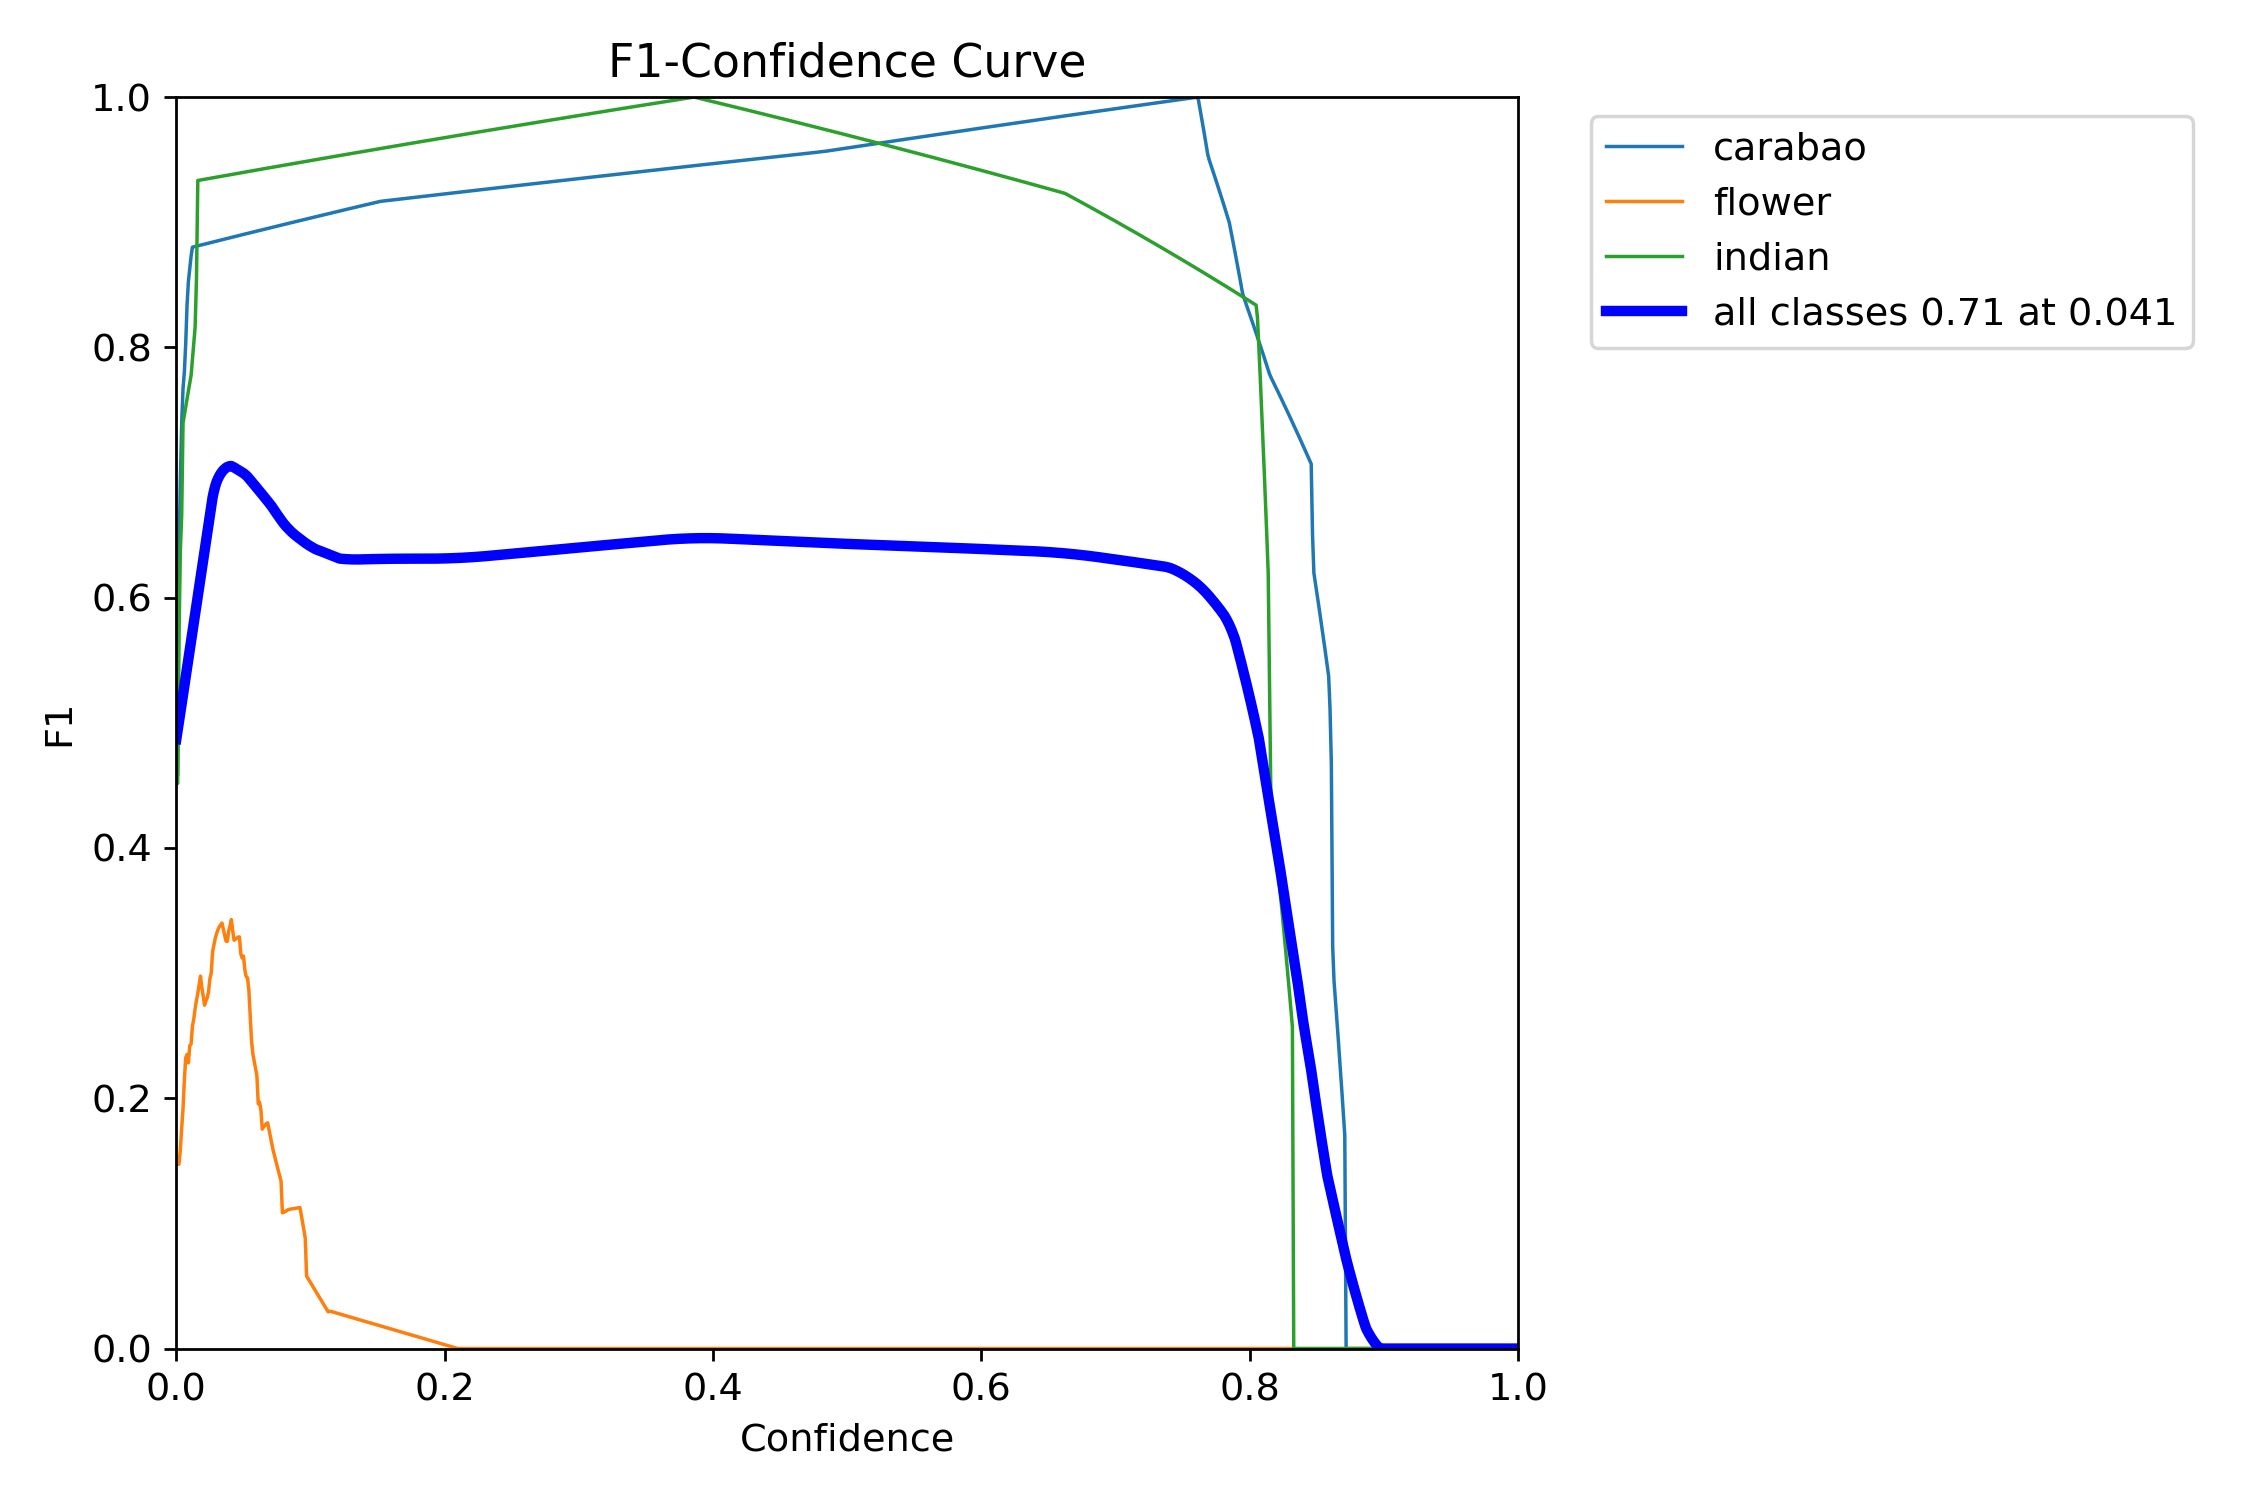 F1-Confidence Curve
1.0
0.8
0.6
0.4
0.2
0.0
F1
0.0 0.2 0.4 0.6 0.8 1.0
Confidence
carabao
flower
indian
all classes 0.71 at 0.041